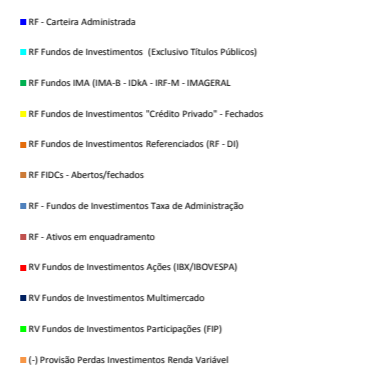 RF - Carteira Administrada
RF Fundos de Investimentos (Exclusivo Títulos Públicos)
RF Fundos IMA (IMA-B - IDkA - IRF-M - IMAGERAL
RF Fundos de Investimentos "Crédito Privado" - Fechados
RF Fundos de Investimentos Referenciados (RF - DI)
RF FIDCs - Abertos/fechados
RF - Fundos de Investimentos Taxa de Administração
RF - Ativos em enquadramento
RV Fundos de Investimentos Ações (IBX/IBOVESPA)
RV Fundos de Investimentos Multimercado
RV Fundos de Investimentos Participações (FIP)
(-) Provisão Perdas Investimentos Renda Variável